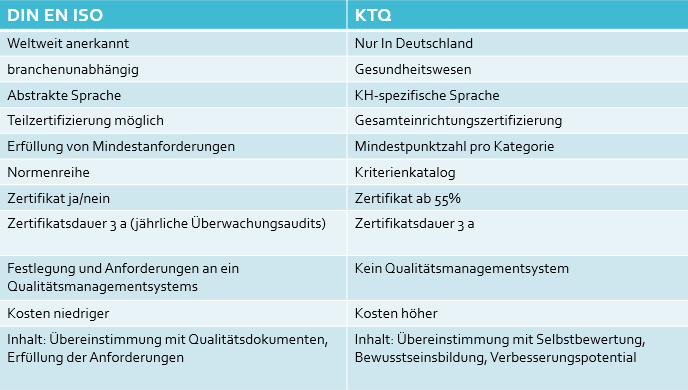 DIN EN ISO KTQ
Weltweit anerkannt Nur In Deutschland
branchenunabhängig Gesundheitswesen
Abstrakte Sprache KH-spezifische Sprache
Teilzertifizierung möglich Gesamteinrichtungszertifizierung
Erfüllung von Mindestanforderungen Mindestpunktzahl pro Kategorie
Normenreihe Kriterienkatalog
Zertifikat ja/nein Zertifikat ab 55%
Zertifikatsdauer 3 a (jährliche Überwachungsaudits) Zertifikatsdauer 3 a
Festlegung und Anforderungen an ein Kein Qualitätsmanagementsystem
Qualitätsmanagementsystems
Kosten niedriger Kosten höher
Inhalt: Übereinstimmung mit Qualitätsdokumenten, Inhalt: Übereinstimmung mit Selbstbewertung,
Erfüllung der Anforderungen Bewusstseinsbildung, Verbesserungspotential